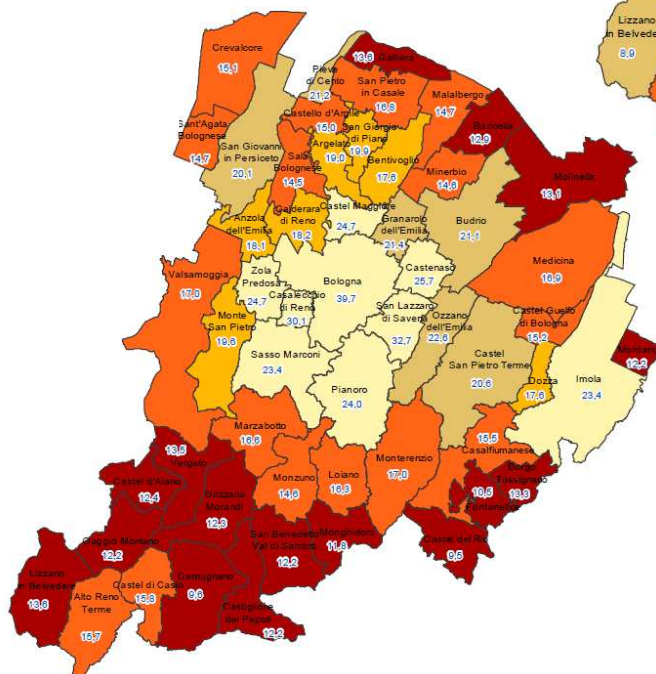 Lizzano
in Belvede
8,9
Crevalcore
15,1
Pieve
di Cento
21,2
13,6
Galliera
San Pietro
in Casale
16,8
Malalbergo
14,7
Sant'Agata
Bolognese
14,7
San Giovanni
in Persiceto
20,1
Castello d'Argile
15,0
Argelato
19,0
San Giorgio
di Piano
19,9
Bentivoglio
17,6
Baricella
12,9
Minerbio
14,6
Molinella
13,1
Sala
Bolognese
14,5
Anzola
dell'Emilia
18,1
Calderara
di Reno
18,2
Castel Maggiore
24,7
Granarolo
dell'Emilia
21,4
Budrio
21,1
Medicina
16,9
Valsamoggia
17,0
Zola
Predosa
24,7
Casalecchio
di Reno
30,1
Bologna
39,7
Castenaso
25,7
San Lazzaro
di Savena
32,7
Ozzano
dell'Emilia
22,6
Castel
San Pietro Terme
20,6
Castel Guelfo
di Bologna
15,2
Dozza
17,6
Imola
23,4
Mordano
12,2
Monte
San Pietro
19,6
Sasso Marconi
23,4
Pianoro
24,0
Marzabotto
16,6
Monzuno
14,6
Loiano
16,3
Monterenzio
17,0
15,5
Casalfiumanese
Borgo
Tossignano
13,3
10,5
Fontanelice
Castel del Rio
9,5
13,5
Vergato
Castel d'Aiano
12,4
Grizzana
Morandi
12,3
San Benedetto
Val di Sambro
12,2
Monghidoro
11,8
Gaggio Montano
12,2
Lizzano
in Belvedere
13,6
Alto Reno
Terme
15,7
Castel di Casio
15,8
Camugnano
9,6
Castiglione
dei Pepoli
12,2